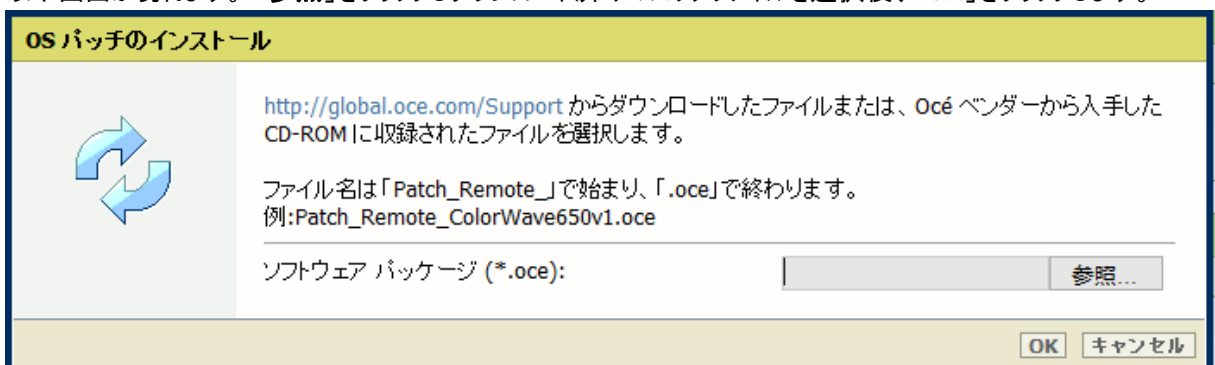 OS パッチのインストール
http://global.oce.com/Support からダウンロードしたファイルまたは、Océ ベンダーから入手した
CD-ROM に収録されたファイルを選択します。
ファイル名は「Patch_Remote_」で始まり、「.oce」で終わります。
例:Patch_Remote_ColorWave650v1.oce
ソフトウェア パッケージ (*.oce):
参照...
OK キャンセル